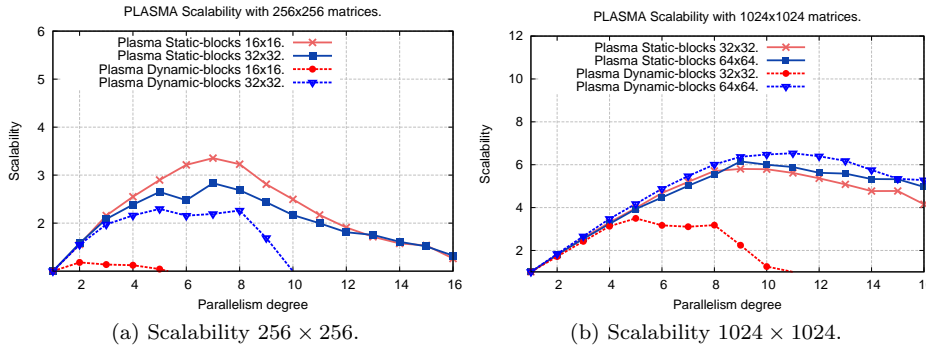 PLASMA Scalability with 256x256 matrices.
6
5
4
3
2
Scalability
Plasma Static-blocks 16x16.
Plasma Static-blocks 32x32.
Plasma Dynamic-blocks 16x16.
Plasma Dynamic-blocks 32x32.
2 4 6 8 10 12 14 16
Parallelism degree
(a) Scalability 256 × 256.
PLASMA Scalability with 1024x1024 matrices.
12
10
8
6
4
2
Scalability
Plasma Static-blocks 32x32.
Plasma Static-blocks 64x64.
Plasma Dynamic-blocks 32x32.
Plasma Dynamic-blocks 64x64.
2 4 6 8 10 12 14 16
Parallelism degree
(b) Scalability 1024 × 1024.